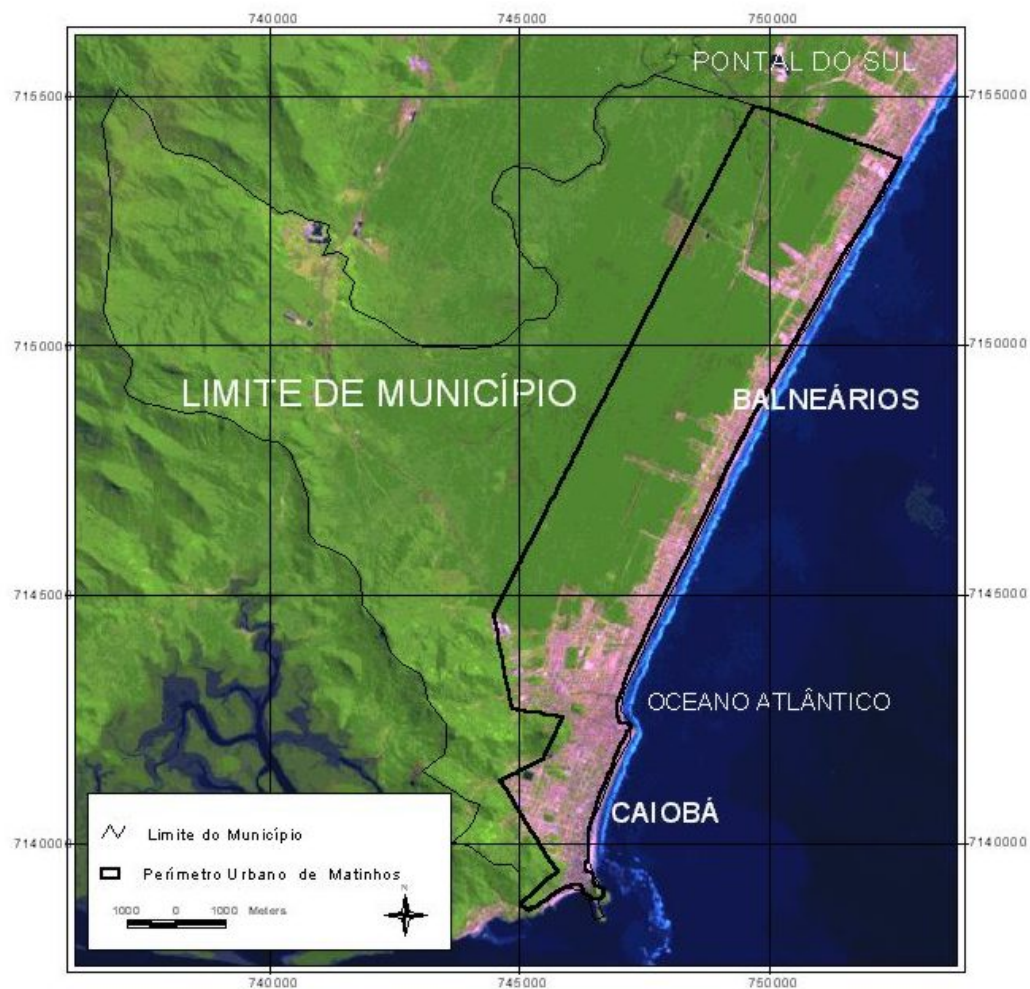 740000 745000 750000
PONTAL DO SUL
7155000 7155000
7150000 7150000
LIMITE DE MUNICÍPIO
BALNEÁRIOS
7145000 7145000
OCEANO ATLÂNTICO
CAIOBÁ
7140000 7140000
Limite do Município
Perímetro Urbano de Matinhos
N
1000 0 1000 Meters
740000 745000 750000